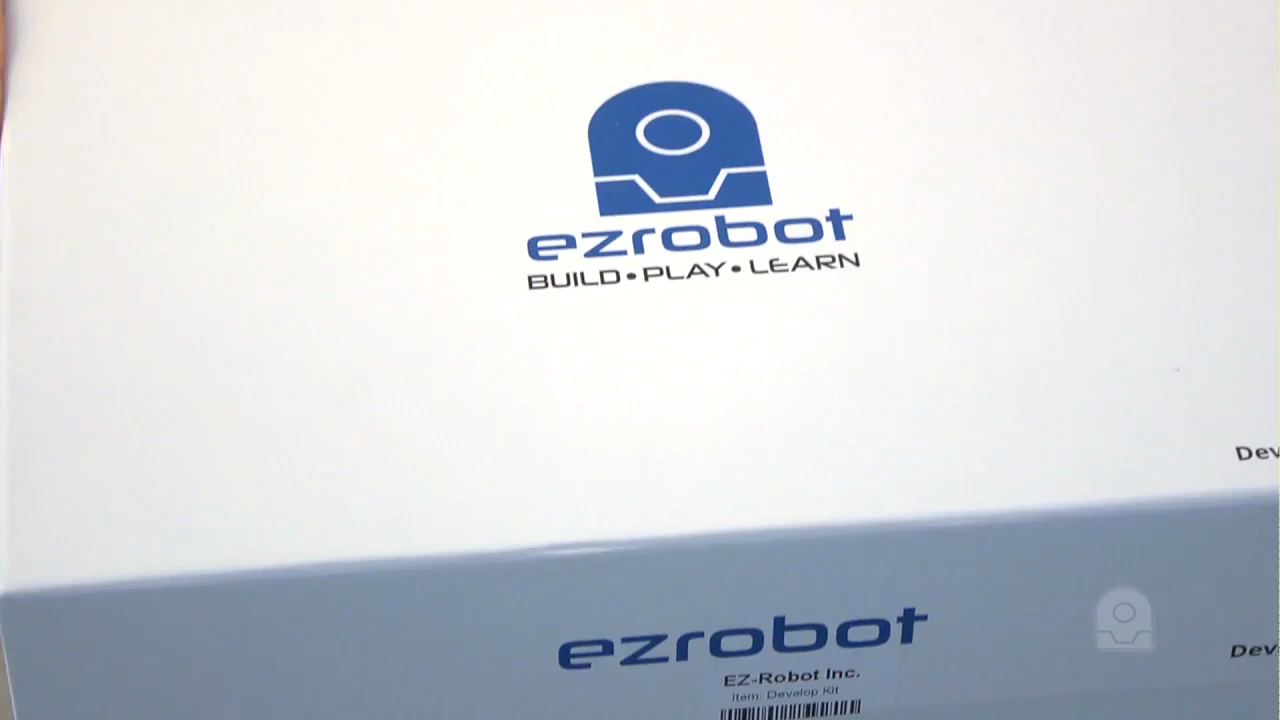 ezrobot
BUILD•PLAY•LEARN
Dev
ezrobot
Dev
EZ-Robot Inc.
Item: Develop Kit